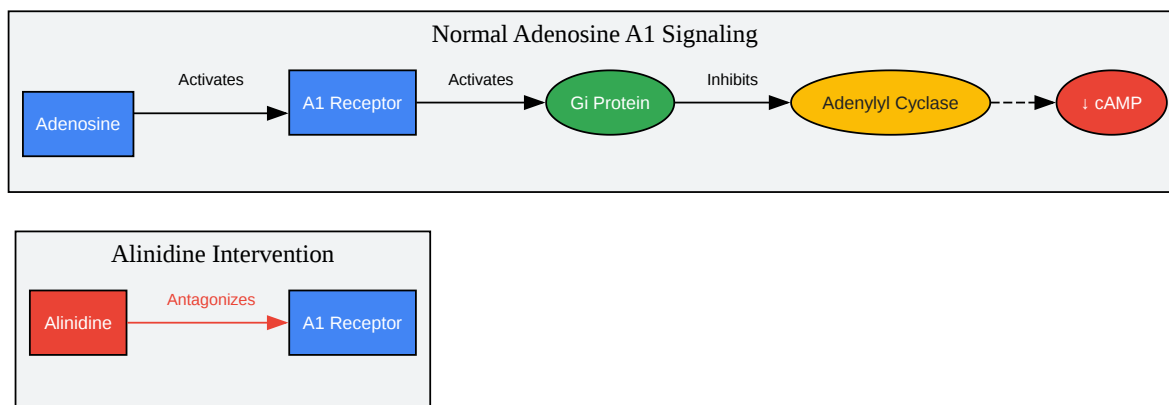 Normal Adenosine A1 Signaling
Activates
Activates
Inhibits
Adenosine
A1 Receptor
Gi Protein
Adenylyl Cyclase
↓ cAMP
Alinidine Intervention
Antagonizes
Alinidine
A1 Receptor